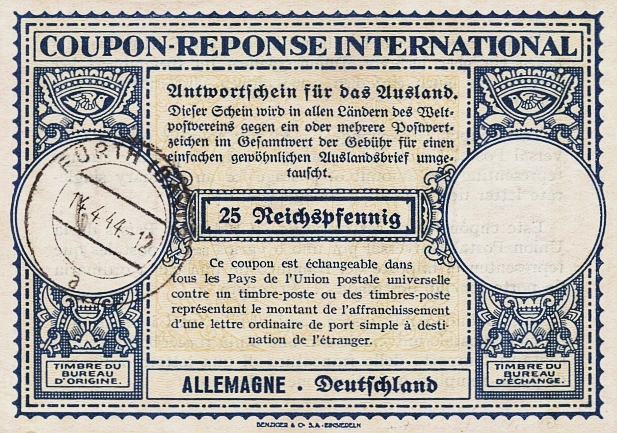 COUPON-REPONSE INTERNATIONAL
Antwortschein für das Ausland.
Dieser Schein wird in allen Ländern des Welt-
postvereins gegen ein oder mehrere Postwert-
zeichen im Gesamtwert der Gebühr für einen
einfachen gewöhnlichen Auslandsbrief umge-
tauscht.
FÜRTH
14.4.44.-12
a
25 Reichspfennig
Ce coupon est échangeable dans
tous les Pays de l'Union postale universelle
contre un timbre-poste ou des timbres-poste
représentant le montant de l'affranchissement
d'une lettre ordinaire de port simple à desti-
nation de l'étranger.
TIMBRE DU
BUREAU
D'ORIGINE.
TIMBRE DU
BUREAU
D'ÉCHANGE.
ALLEMAGNE . Deutschland
BENZIGER & Co S.A. EINSIEDELN